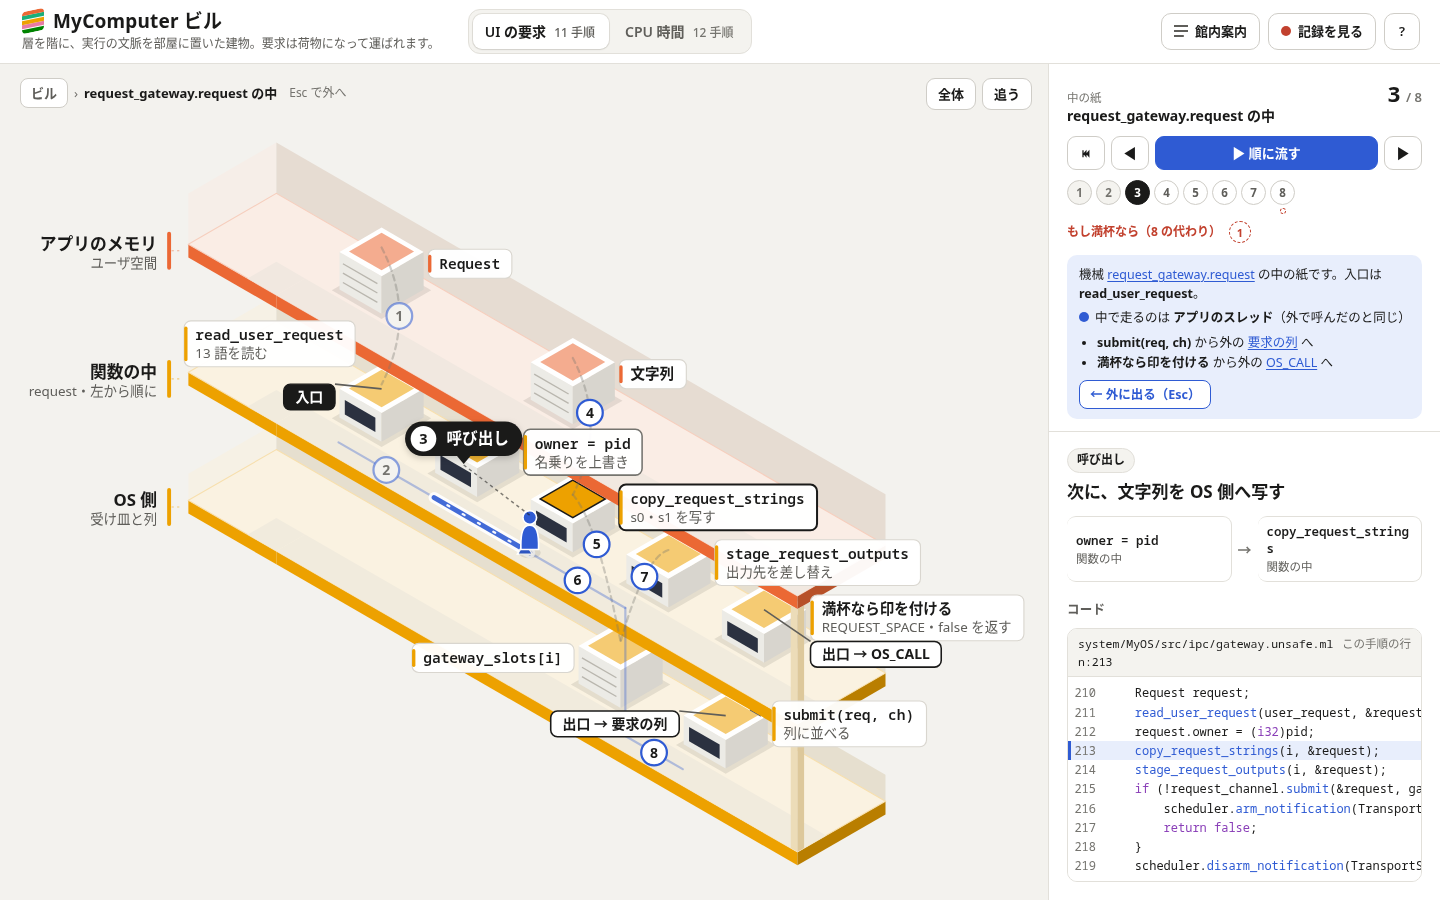 MyComputer ビル
層を階に、実行の文脈を部屋に置いた建物。要求は荷物になって運ばれます。
UI の要求 11 手順
CPU 時間 12 手順
館内案内
記録を見る
?
ビル › request_gateway.request の中 Esc で外へ
全体
追う
アプリのメモリ
ユーザ空間
関数の中
request・左から順に
OS 側
受け皿と列
Request
1
read_user_request
13 語を読む
入口
文字列
4
3 呼び出し
2
owner = pid
名乗りを上書き
copy_request_strings
s0・s1 を写す
5
6
7
stage_request_outputs
出力先を差し替え
満杯なら印を付ける
REQUEST_SPACE・false を返す
出口 → OS_CALL
gateway_slots[i]
出口 → 要求の列
submit(req, ch)
列に並べる
8
中の紙
request_gateway.request の中
3 / 8
⏮
◀
▶ 順に流す
▶
1 2 3 4 5 6 7 8
もし満杯なら（8 の代わり） 1
機械 request_gateway.request の中の紙です。入口は
read_user_request。
中で走るのは アプリのスレッド（外で呼んだのと同じ）
• submit(req, ch) から外の 要求の列 へ
• 満杯なら印を付ける から外の OS_CALL へ
← 外に出る（Esc）
呼び出し
次に、文字列を OS 側へ写す
owner = pid
関数の中
→
copy_request_string
s
関数の中
コード
system/MyOS/src/ipc/gateway.unsafe.ml この手順の行
n:213
210 Request request;
211 read_user_request(user_request, &request
212 request.owner = (i32)pid;
213 copy_request_strings(i, &request);
214 stage_request_outputs(i, &request);
215 if (!request_channel.submit(&request, ga
216 scheduler.arm_notification(Transport
217 return false;
218 }
219 scheduler.disarm_notification(TransportS